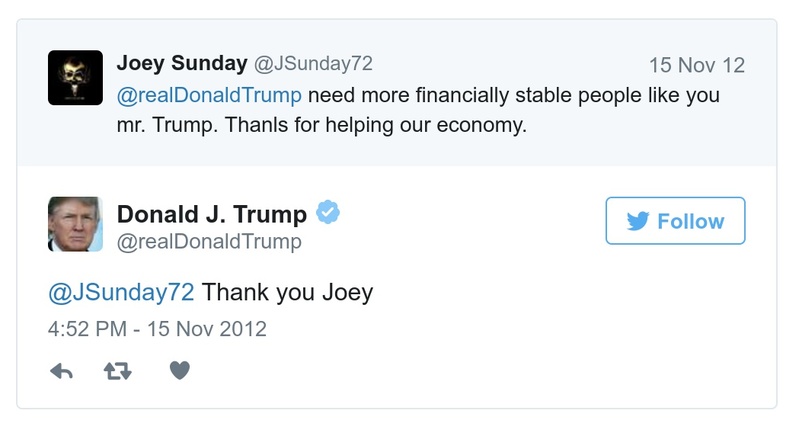 Joey Sunday @JSunday72 15 Nov 12
@realDonaldTrump need more financially stable people like you
mr. Trump. Thanls for helping our economy.
Donald J. Trump
@realDonaldTrump
Follow
@JSunday72 Thank you Joey
4:52 PM - 15 Nov 2012